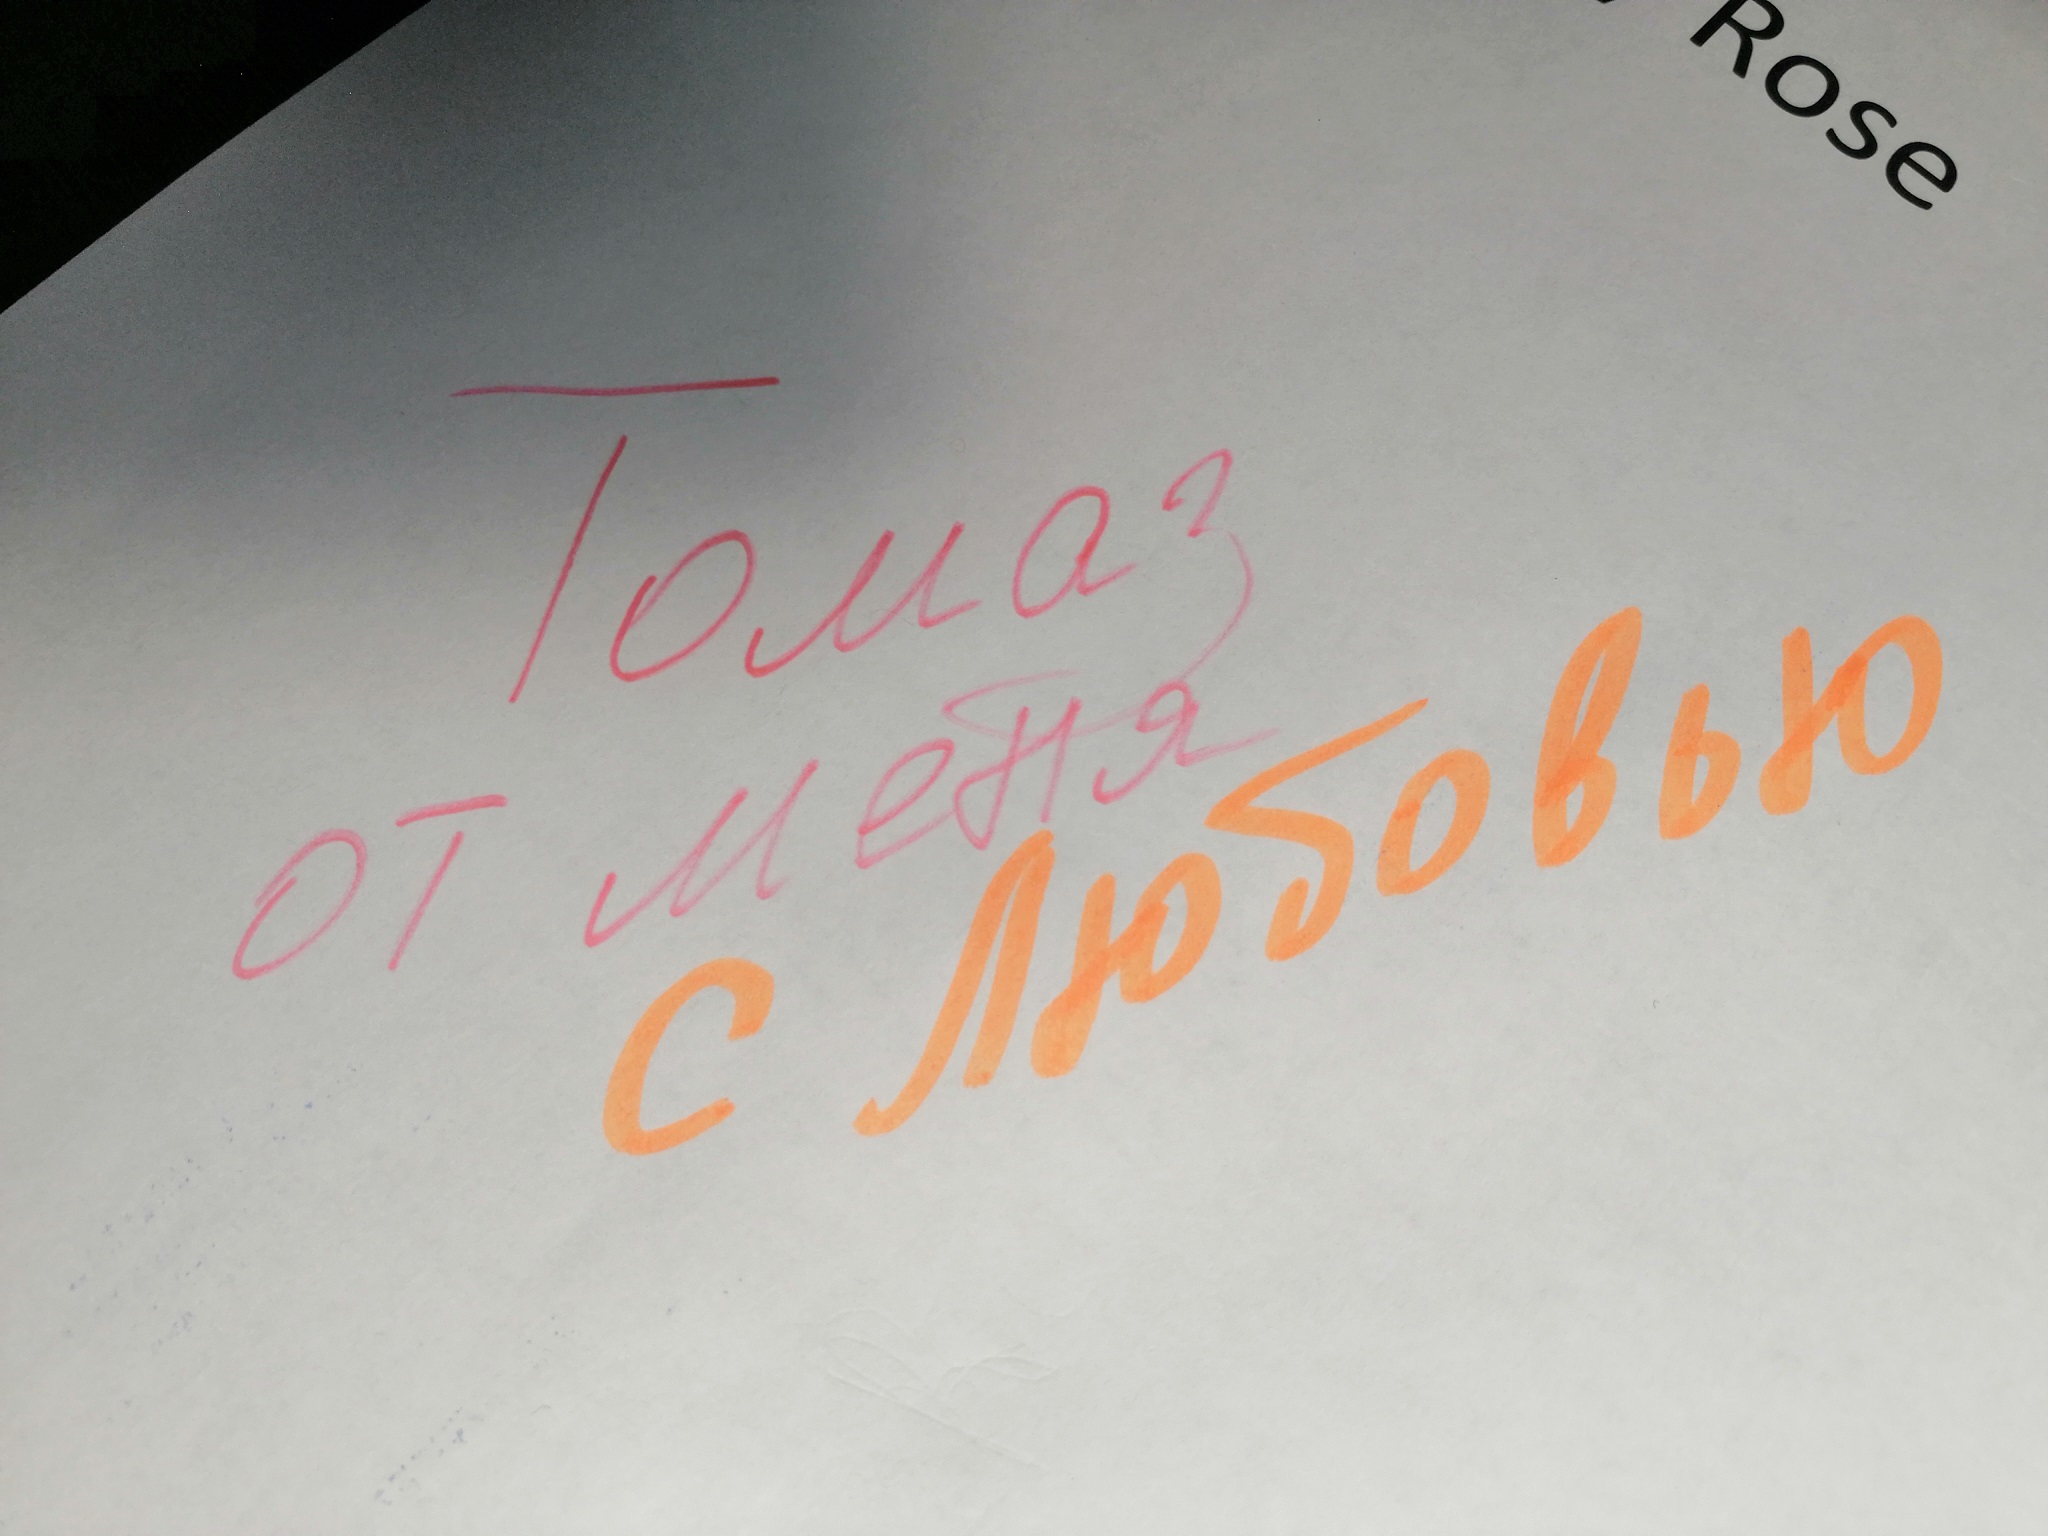 Rose
Томаз
от меня
с Любовью